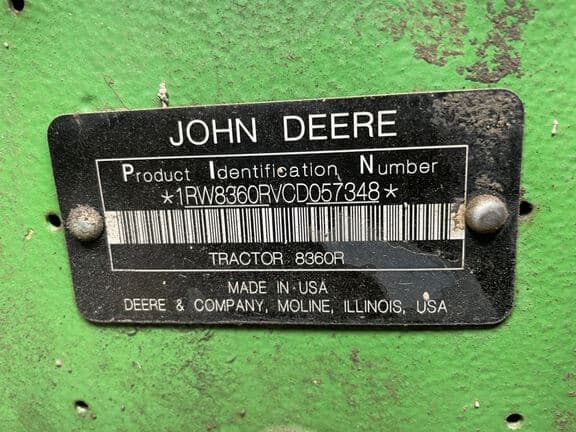 JOHN DEERE
Product Identification Number
*1RW8360RVCD057348*
TRACTOR 8360R
MADE IN USA
DEERE & COMPANY, MOLINE, ILLINOIS, USA